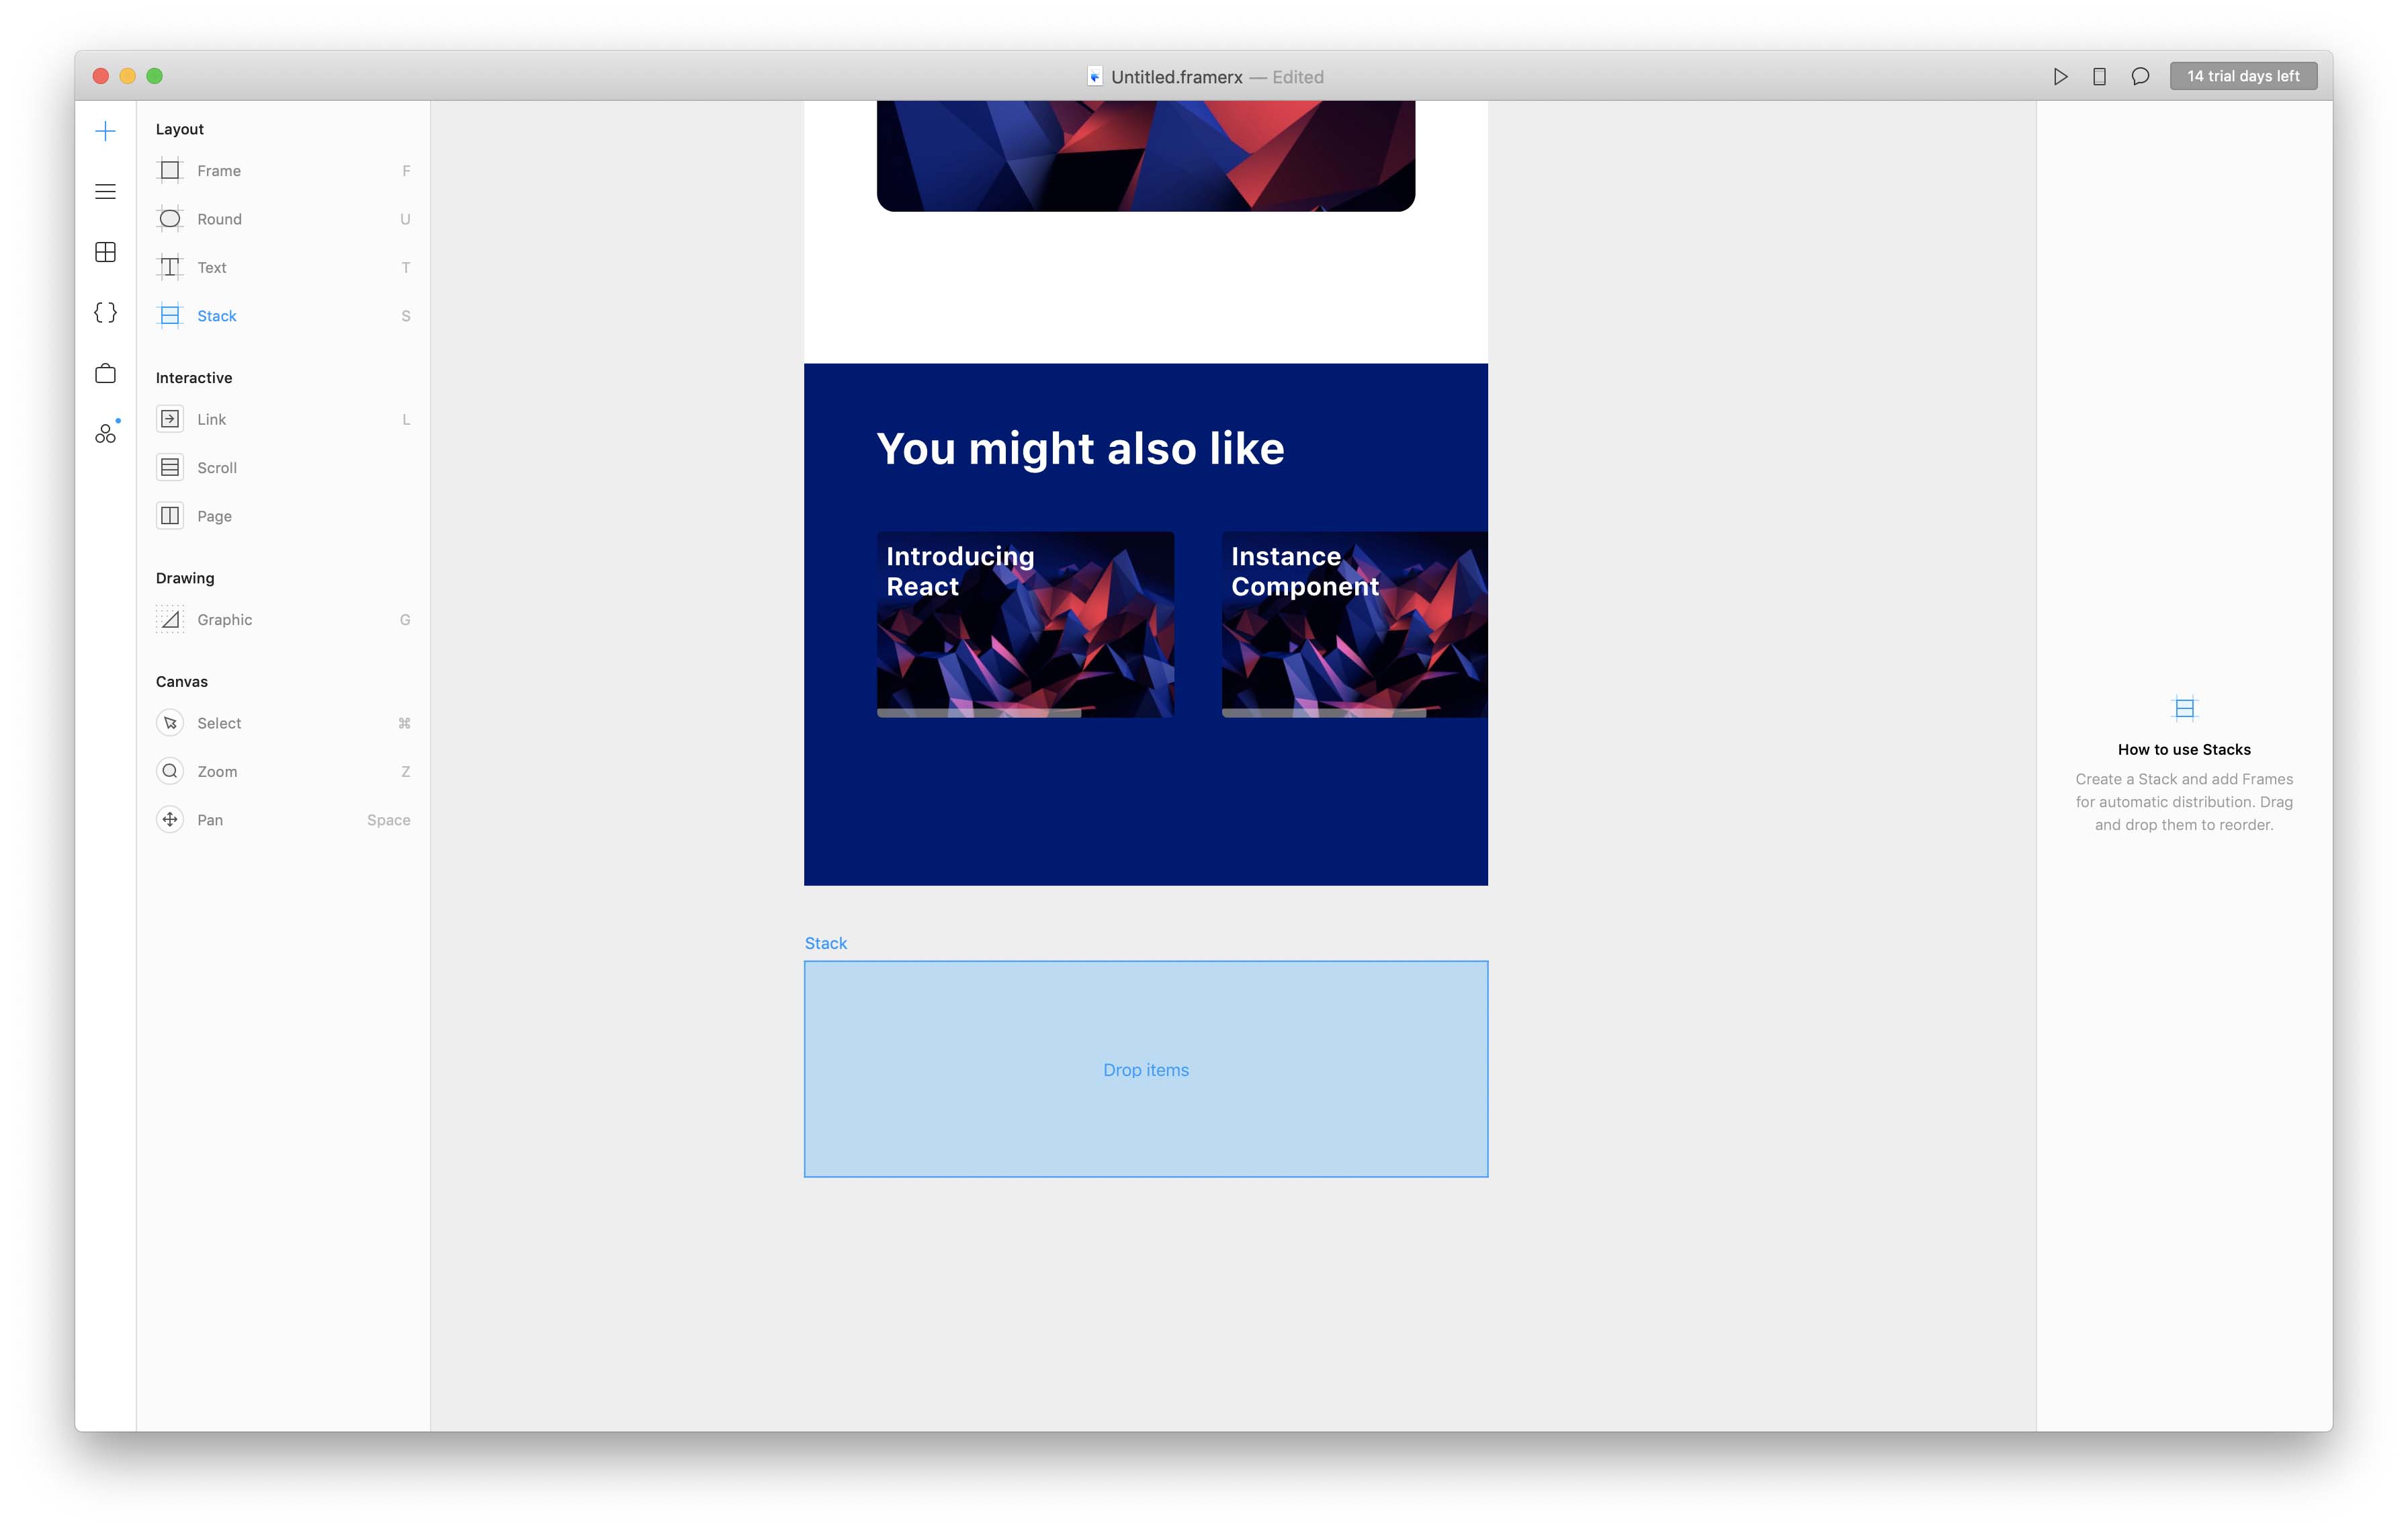 Untitled.framerx — Edited
14 trial days left
Layout
Frame F
Round U
Text T
Stack S
Interactive
Link L
Scroll
Page
Drawing
Graphic G
Canvas
Select ⌘
Zoom Z
Pan Space
You might also like
Introducing
React
Instance
Component
Stack
Drop items
How to use Stacks
Create a Stack and add Frames
for automatic distribution. Drag
and drop them to reorder.